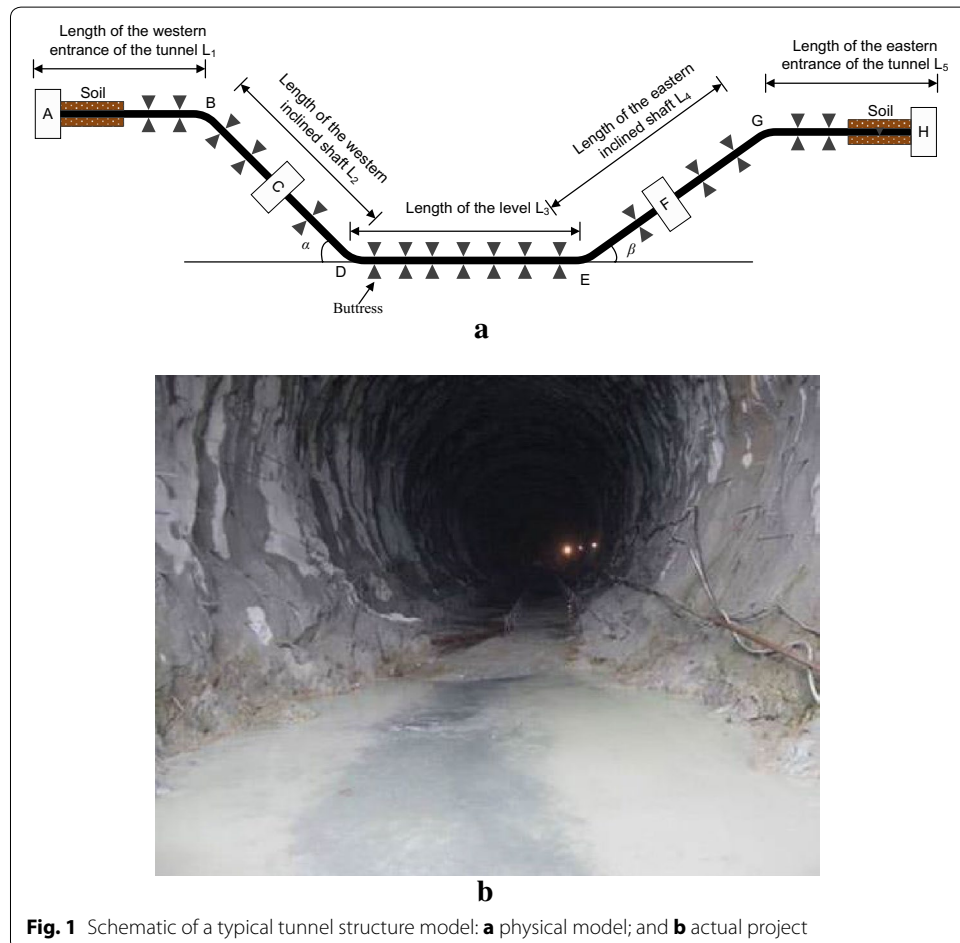 Length of the western
entrance of the tunnel L₁
Length of the eastern
entrance of the tunnel L₅
Length of the western
inclined shaft L₂
Length of the eastern
inclined shaft L₄
A
Soil
B
C
α
D
Length of the level L₃
E
β
F
G
Soil
H
Buttress
a
b
Fig. 1 Schematic of a typical tunnel structure model: a physical model; and b actual project